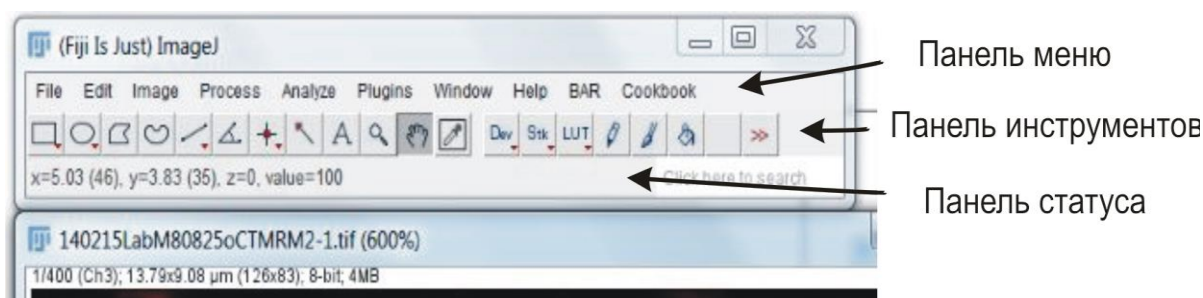 (Fiji Is Just) ImageJ
Панель меню
File Edit Image Process Analyze Plugins Window Help BAR Cookbook
A Dev Stk LUT >>
Панель инструментов
x=5.03 (46), y=3.83 (35), z=0, value=100
Click here to search
Панель статуса
140215LabM80825oCTMRM2-1.tif (600%)
1/400 (Ch3); 13.79x9.08 µm (126x83); 8-bit; 4MB